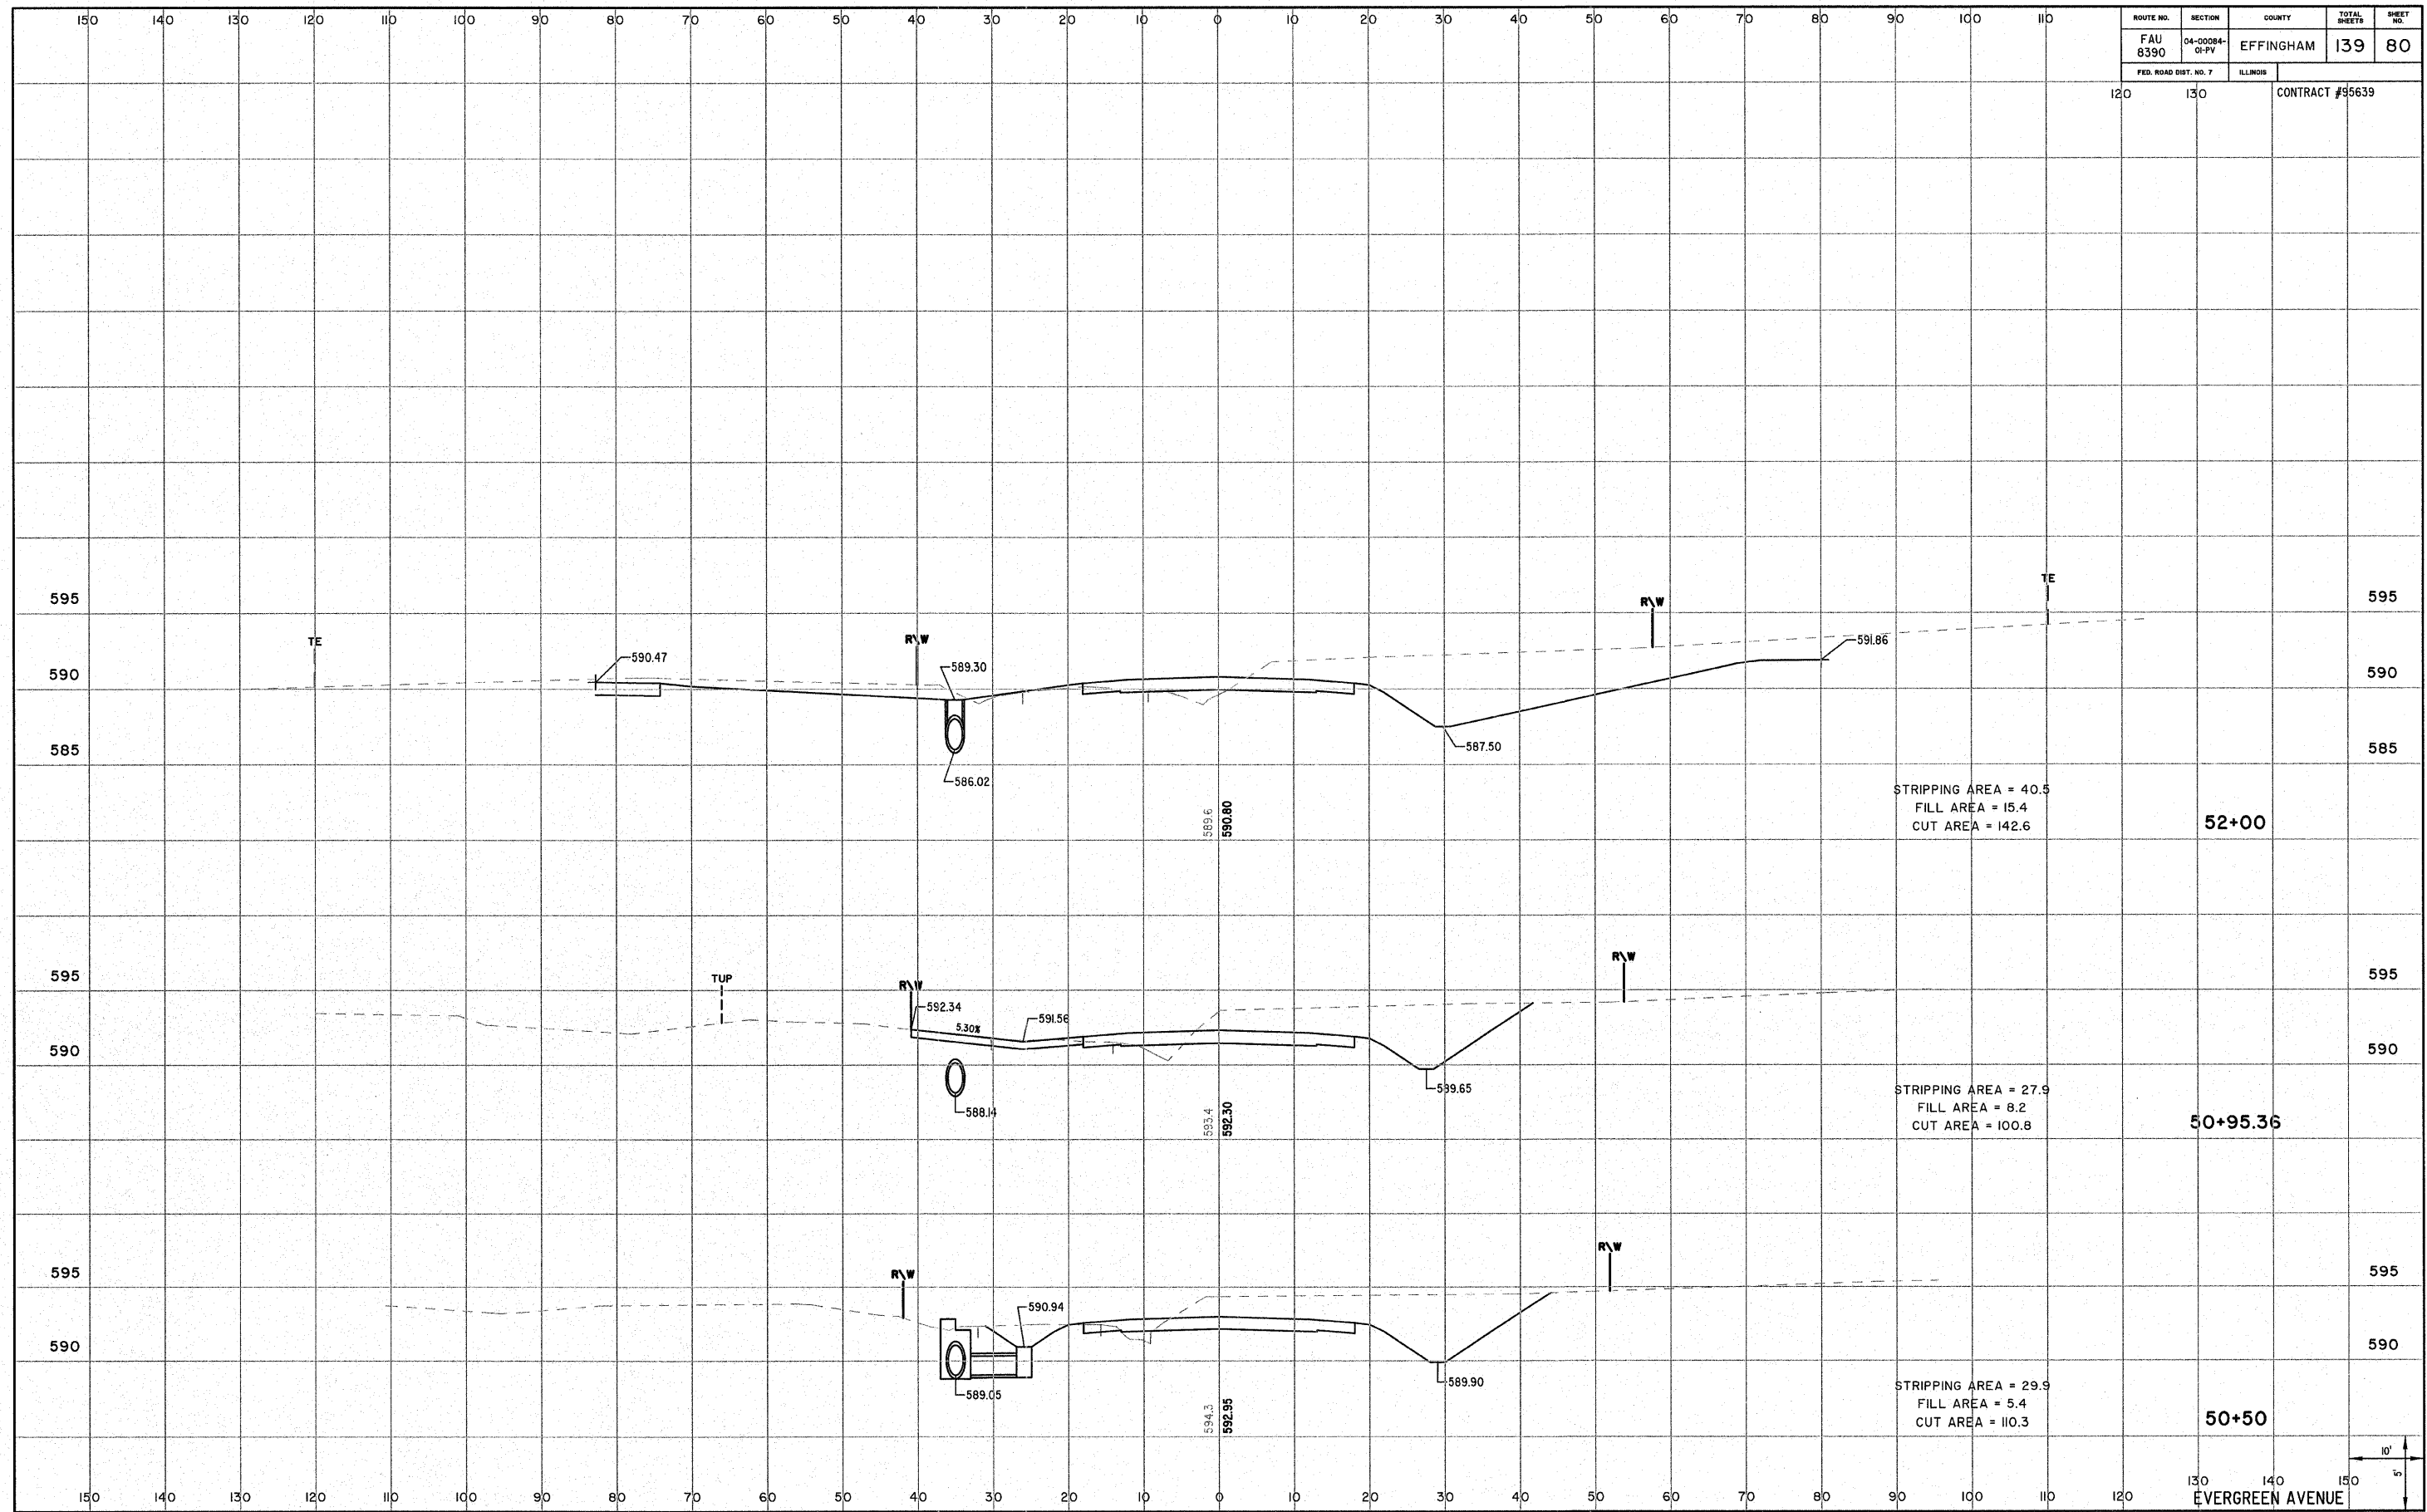 150 140 130 120 110 100 90 80 70 60 50 40 30 20 10 0 10 20 30 40 50 60 70 80 90 100 110
ROUTE NO. SECTION COUNTY TOTAL SHEETS SHEET NO.
FAU 8390 04-00084-01-PV EFFINGHAM 139 80
FED. ROAD DIST. NO. 7 ILLINOIS
120 130 CONTRACT #95639
TE
595 R\W 595
TE R\W
590.47 589.30 591.86
590 590
585 587.50 585
586.02
589.6 590.80
STRIPPING AREA = 40.5
FILL AREA = 15.4
CUT AREA = 142.6
52+00
R\W
595 TUP R\W 595
592.34 591.56
5.30%
590 590
588.14 589.65
593.4 592.30
STRIPPING AREA = 27.9
FILL AREA = 8.2
CUT AREA = 100.8
50+95.36
R\W
595 R\W 595
590.94
590 590
589.05 589.90
594.3 592.95
STRIPPING AREA = 29.9
FILL AREA = 5.4
CUT AREA = 110.3
50+50
10'
5'
130 140 150
150 140 130 120 110 100 90 80 70 60 50 40 30 20 10 0 10 20 30 40 50 60 70 80 90 100 110 120
EVERGREEN AVENUE